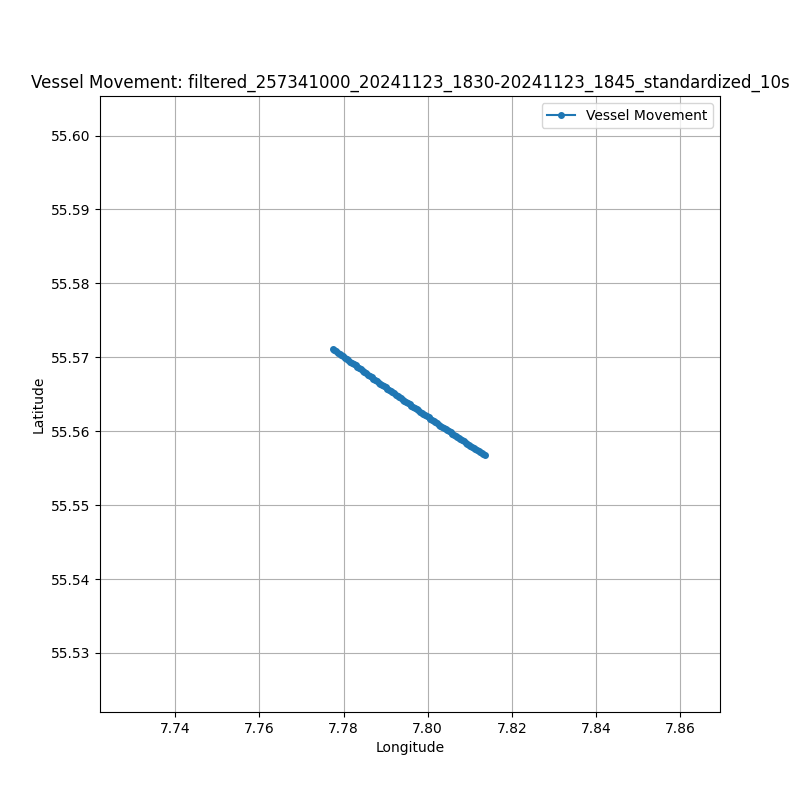 Vessel Movement: filtered_257341000_20241123_1830-20241123_1845_standardized_10s
Vessel Movement
55.60
55.59
55.58
55.57
55.56
55.55
55.54
55.53
Latitude
7.74 7.76 7.78 7.80 7.82 7.84 7.86
Longitude